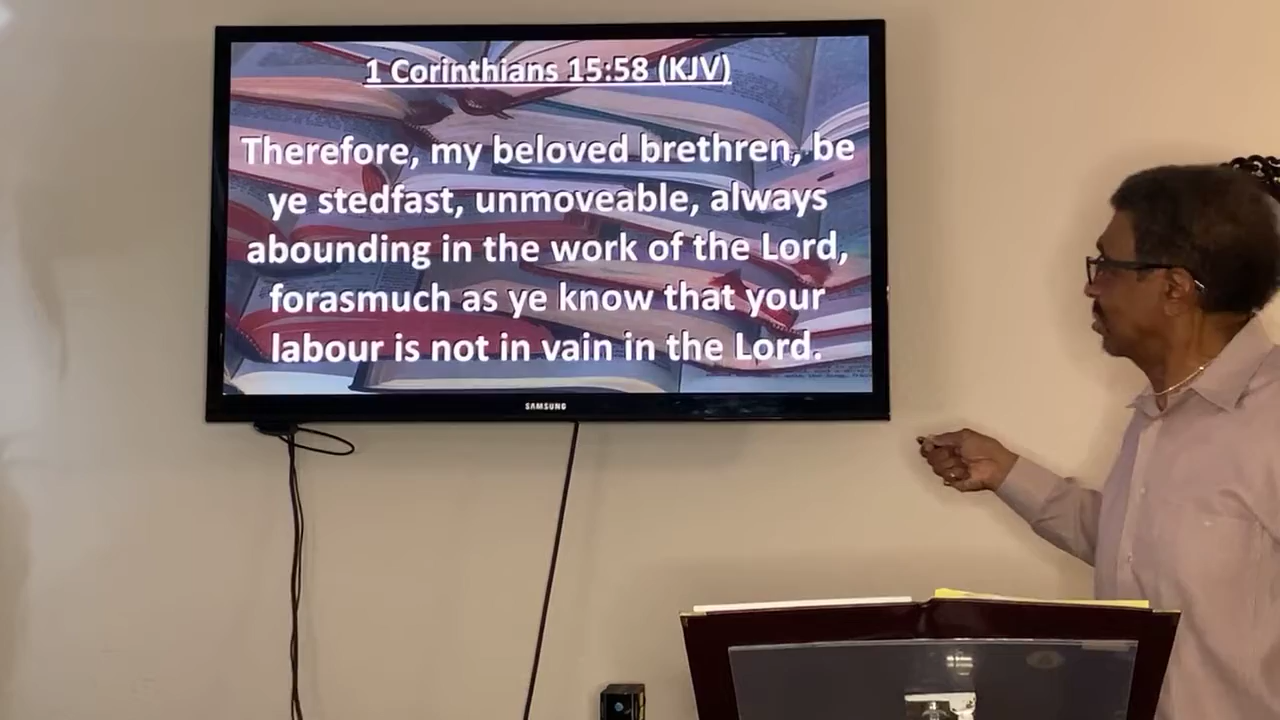 1 Corinthians 15:58 (KJV)
Therefore, my beloved brethren, be
ye stedfast, unmoveable, always
abounding in the work of the Lord,
forasmuch as ye know that your
labour is not in vain in the Lord.
SAMSUNG